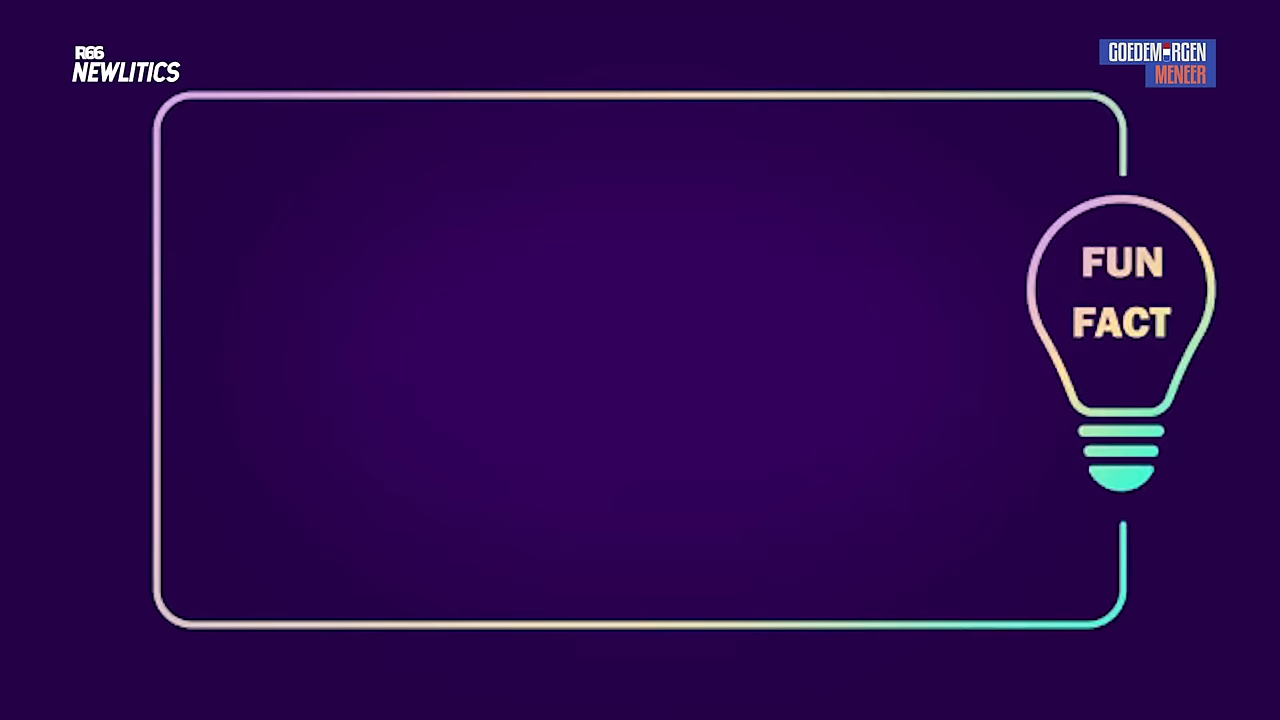 R66
NEWLITICS
GOEDEMORGEN
MENEER
FUN
FACT